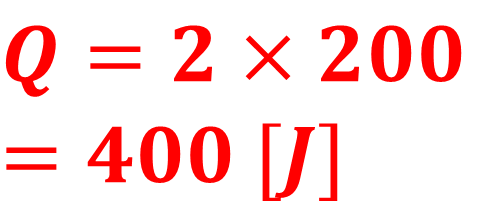 Q = 2 × 200
= 400 [J]